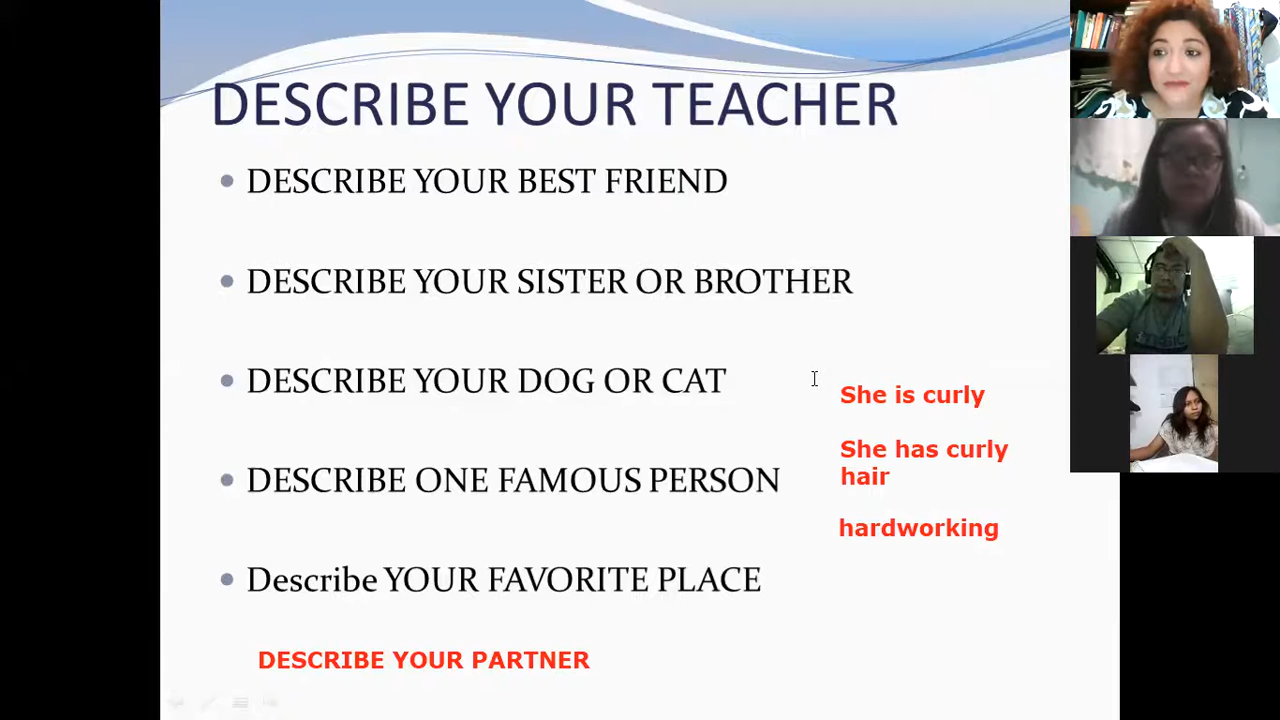 DESCRIBE YOUR TEACHER
DESCRIBE YOUR BEST FRIEND
DESCRIBE YOUR SISTER OR BROTHER
DESCRIBE YOUR DOG OR CAT
She is curly
She has curly
hair
DESCRIBE ONE FAMOUS PERSON
hardworking
Describe YOUR FAVORITE PLACE
DESCRIBE YOUR PARTNER